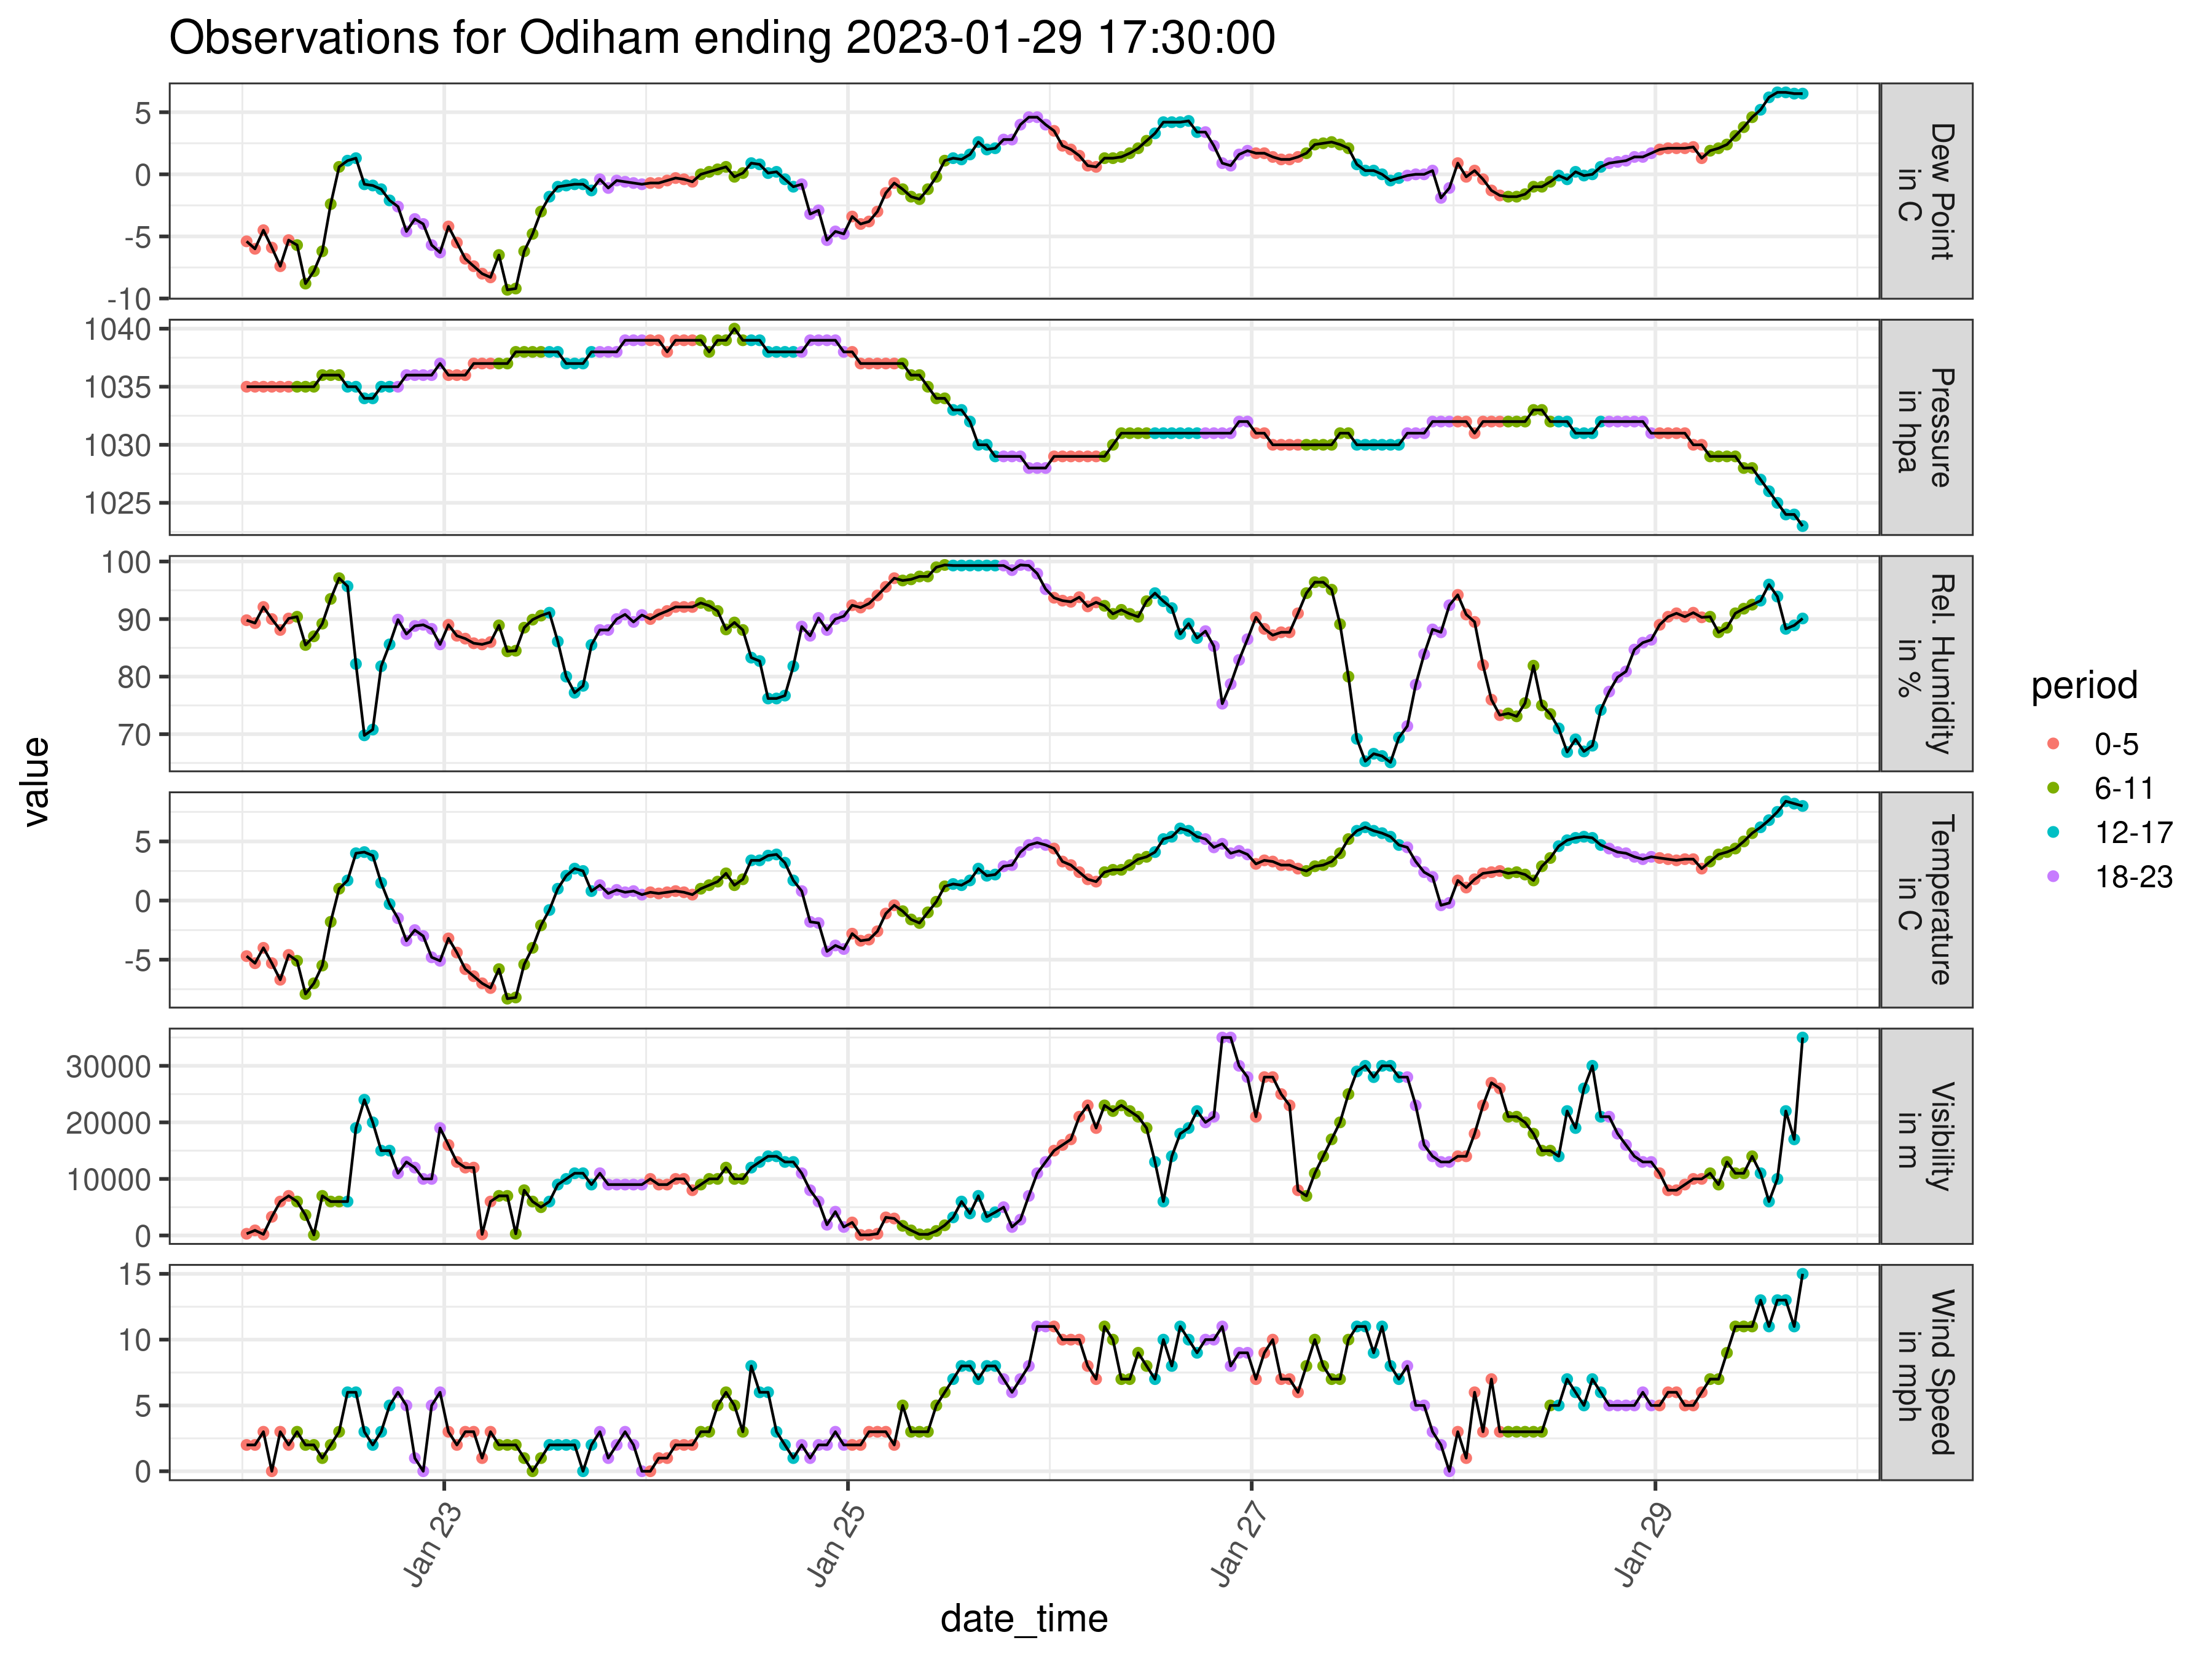 Observations for Odiham ending 2023-01-29 17:30:00
value
5
0
-5
-10
Dew Point
in C
1040
1035
1030
1025
Pressure
in hpa
100
90
80
70
Rel. Humidity
in %
5
0
-5
Temperature
in C
30000
20000
10000
0
Visibility
in m
15
10
5
0
Wind Speed
in mph
Jan 23
Jan 25
Jan 27
Jan 29
date_time
period
0-5
6-11
12-17
18-23